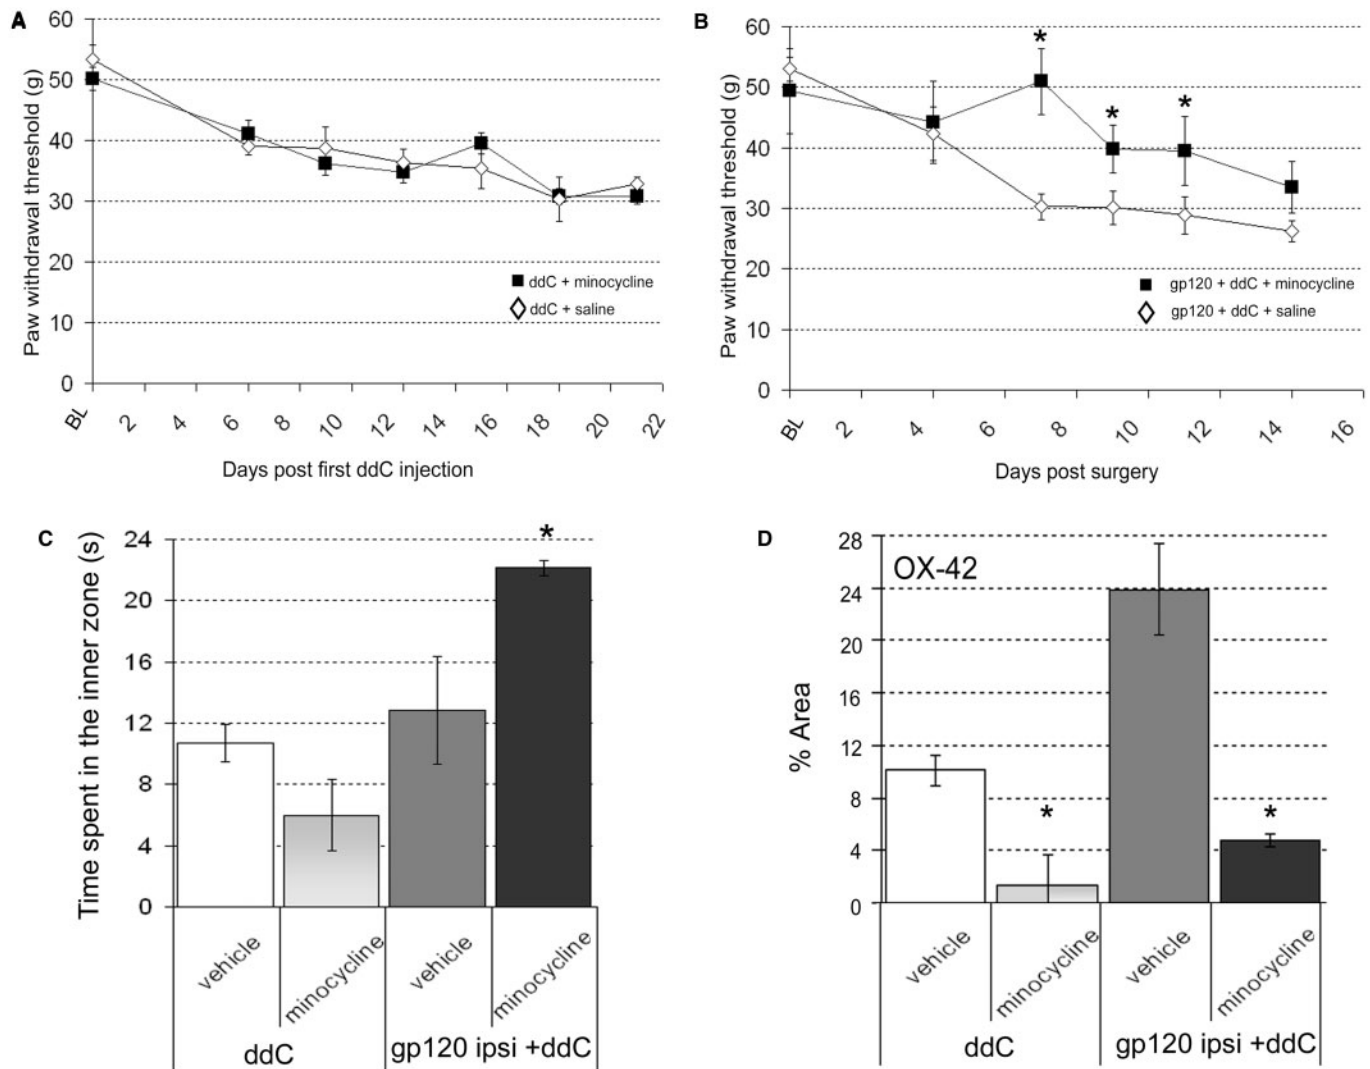 A
Paw withdrawal threshold (g)
60
50
40
30
20
10
0
BL 2 4 6 8 10 12 14 16 18 20 22
Days post first ddC injection
ddC + minocycline
ddC + saline
B
Paw withdrawal threshold (g)
60
50
40
30
20
10
0
* * *
BL 2 4 6 8 10 12 14 16
Days post surgery
gp120 + ddC + minocycline
gp120 + ddC + saline
C
Time spent in the inner zone (s)
24
20
16
12
8
4
0
*
vehicle minocycline vehicle minocycline
ddC gp120 ipsi +ddC
D
OX-42
% Area
28
24
20
16
12
8
4
0
* *
vehicle minocycline vehicle minocycline
ddC gp120 ipsi +ddC